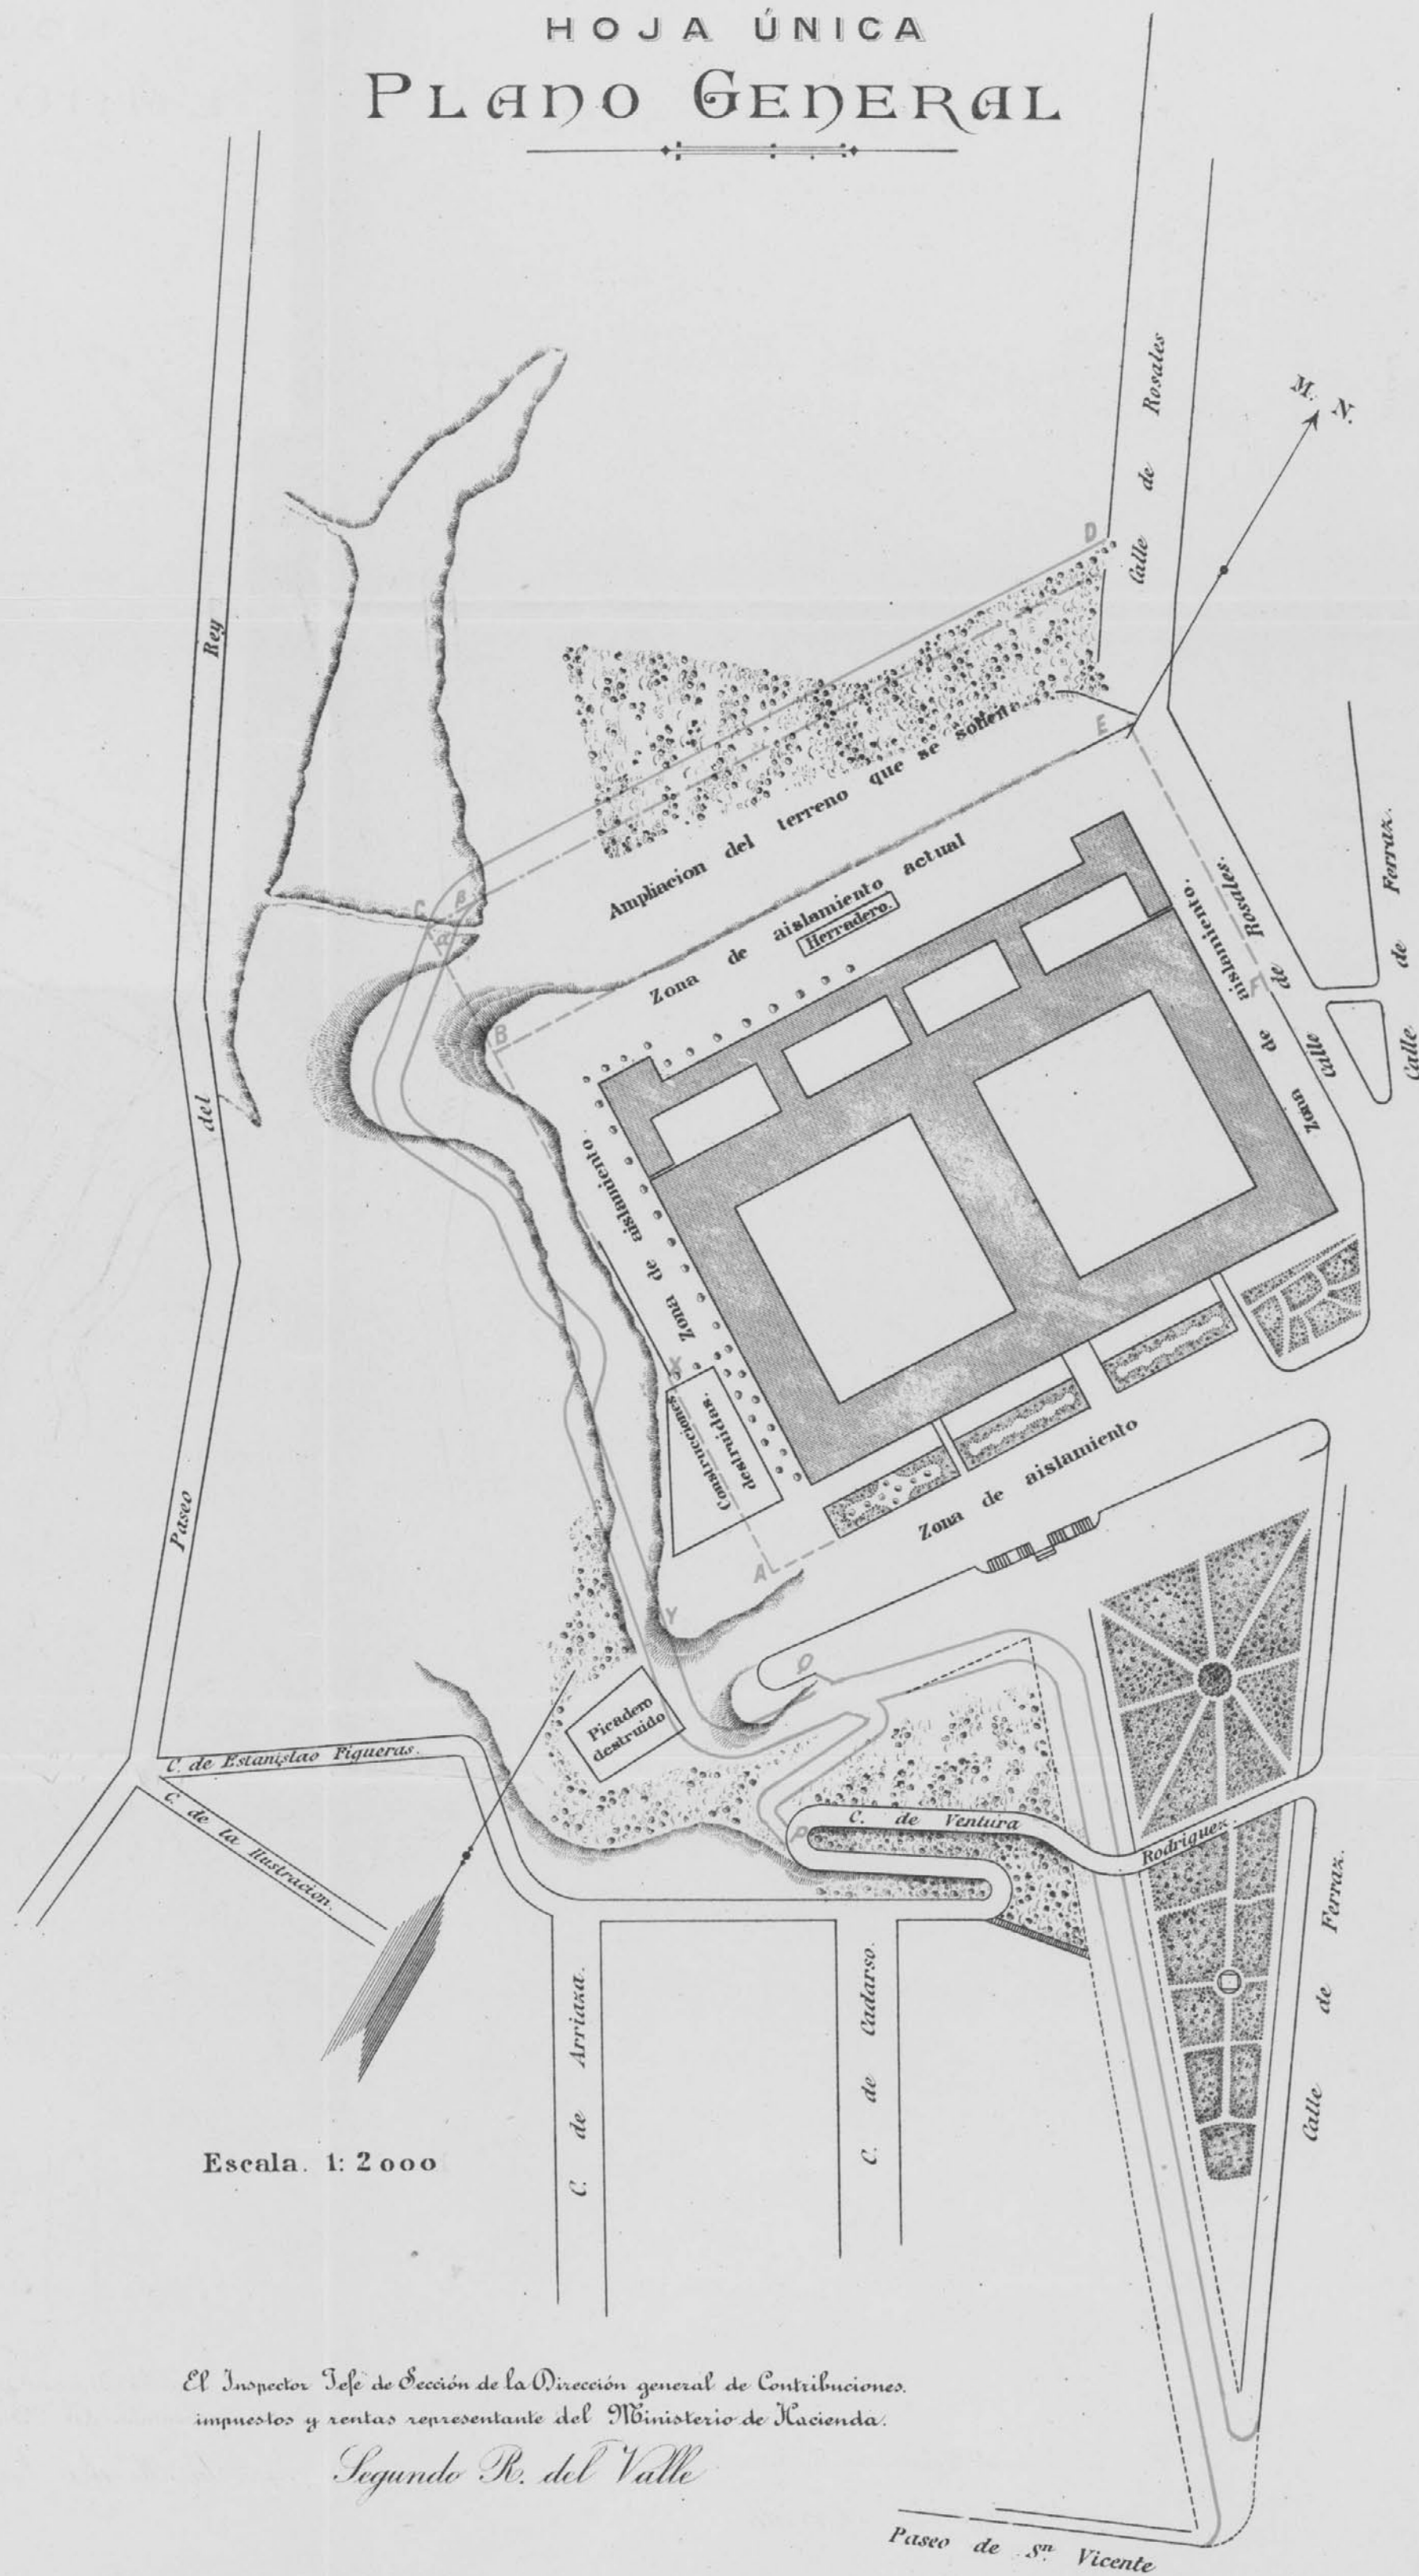 HOJA ÚNICA
PLANO GENERAL
Calle de Rosales
M. N.
Paseo del Rey
D
E
Ampliacion del terreno que se solicita
Zona de aislamiento actual
Herradero.
C
a
B
Zona de aislamiento.
Calle de Rosales.
F
Calle de Ferraz.
Zona de aislamiento.
X
Construcciones destruidas.
A
Zona de aislamiento
Y
O
Picadero
destruido
P
C. de Ventura
Rodriguez.
C. de Estanislao Figueras.
C. de la Ilustracion.
C. de Arriaza.
C. de Cadarso.
Calle de Ferraz.
Escala. 1: 2000
El Inspector Jefe de Sección de la Dirección general de Contribuciones.
impuestos y rentas representante del Ministerio de Hacienda.
Segundo R. del Valle
Paseo de Sn. Vicente